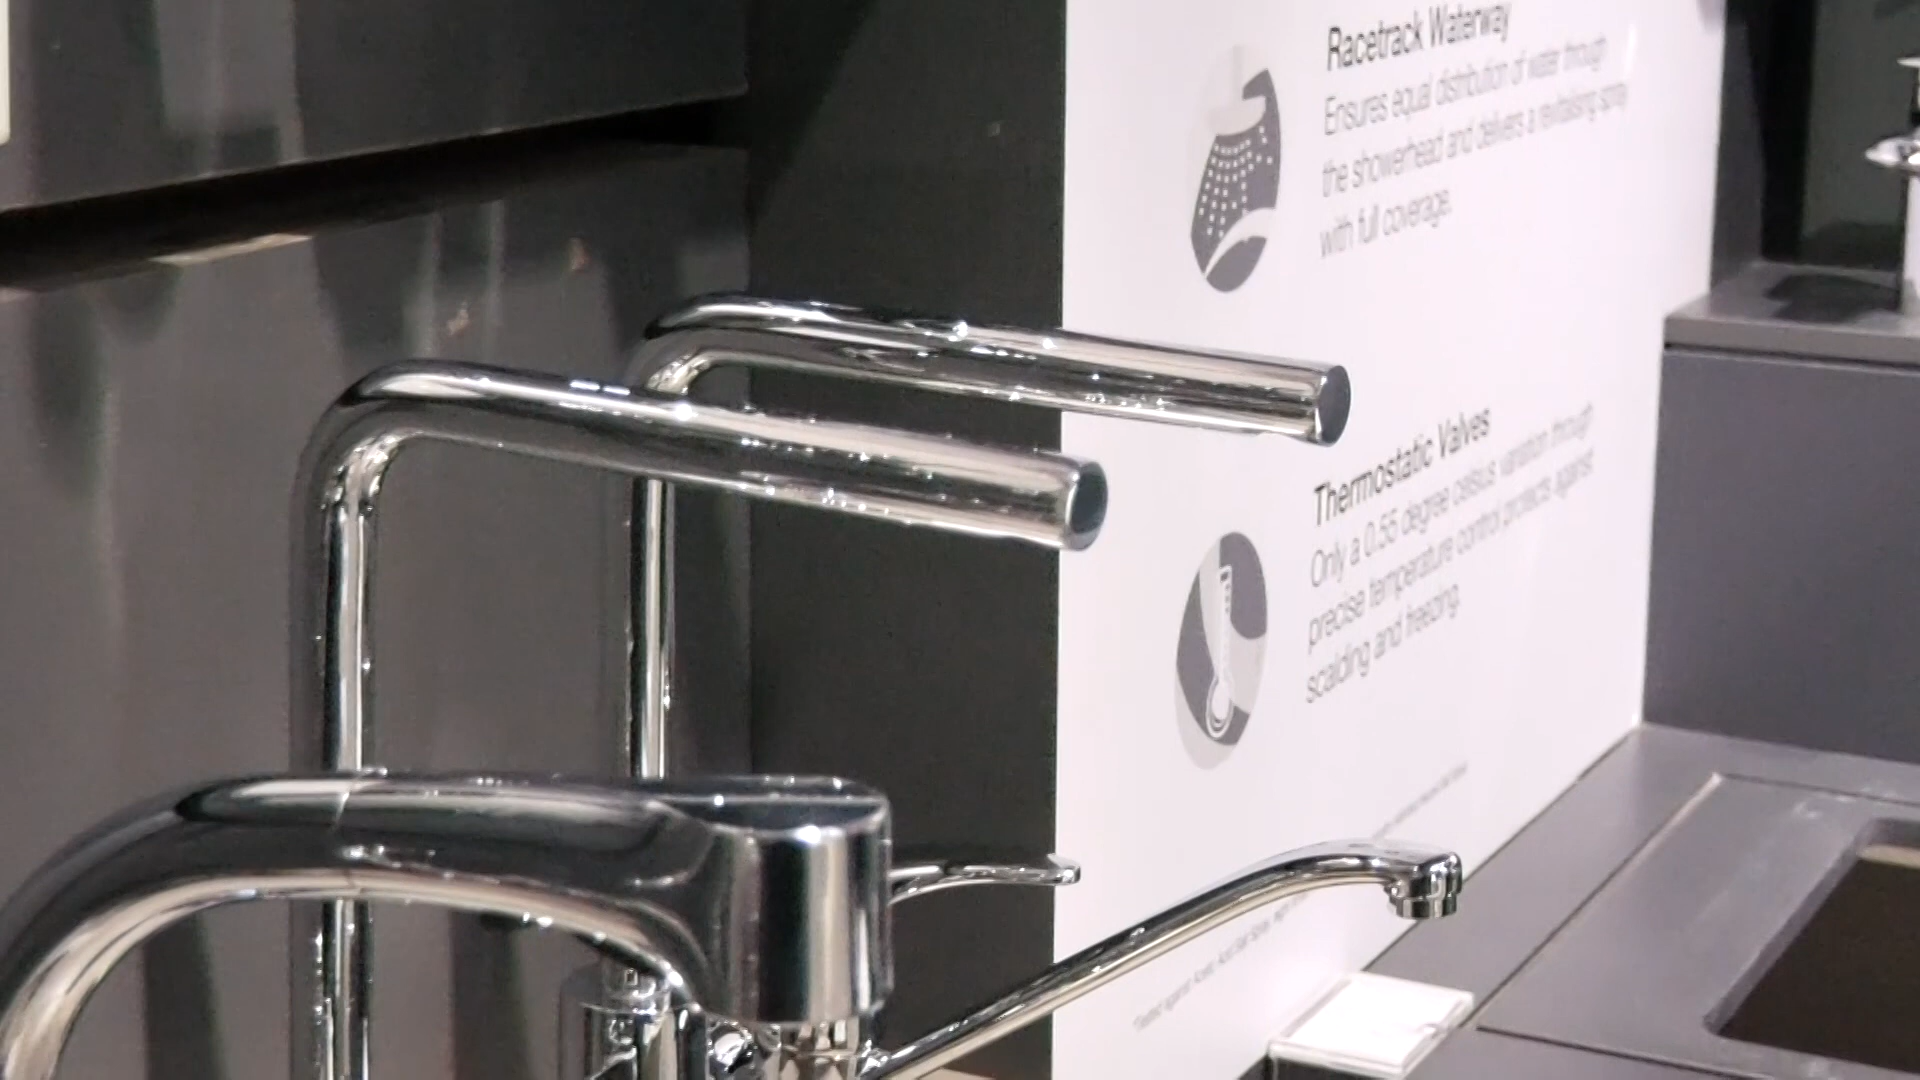 Racetrack Waterway
Ensures equal distribution of water through
the showerhead and delivers a revitalising spray
with full coverage.
Thermostatic Valves
Only a 0.55 degree celsius variation through
precise temperature control protects against
scalding and freezing.